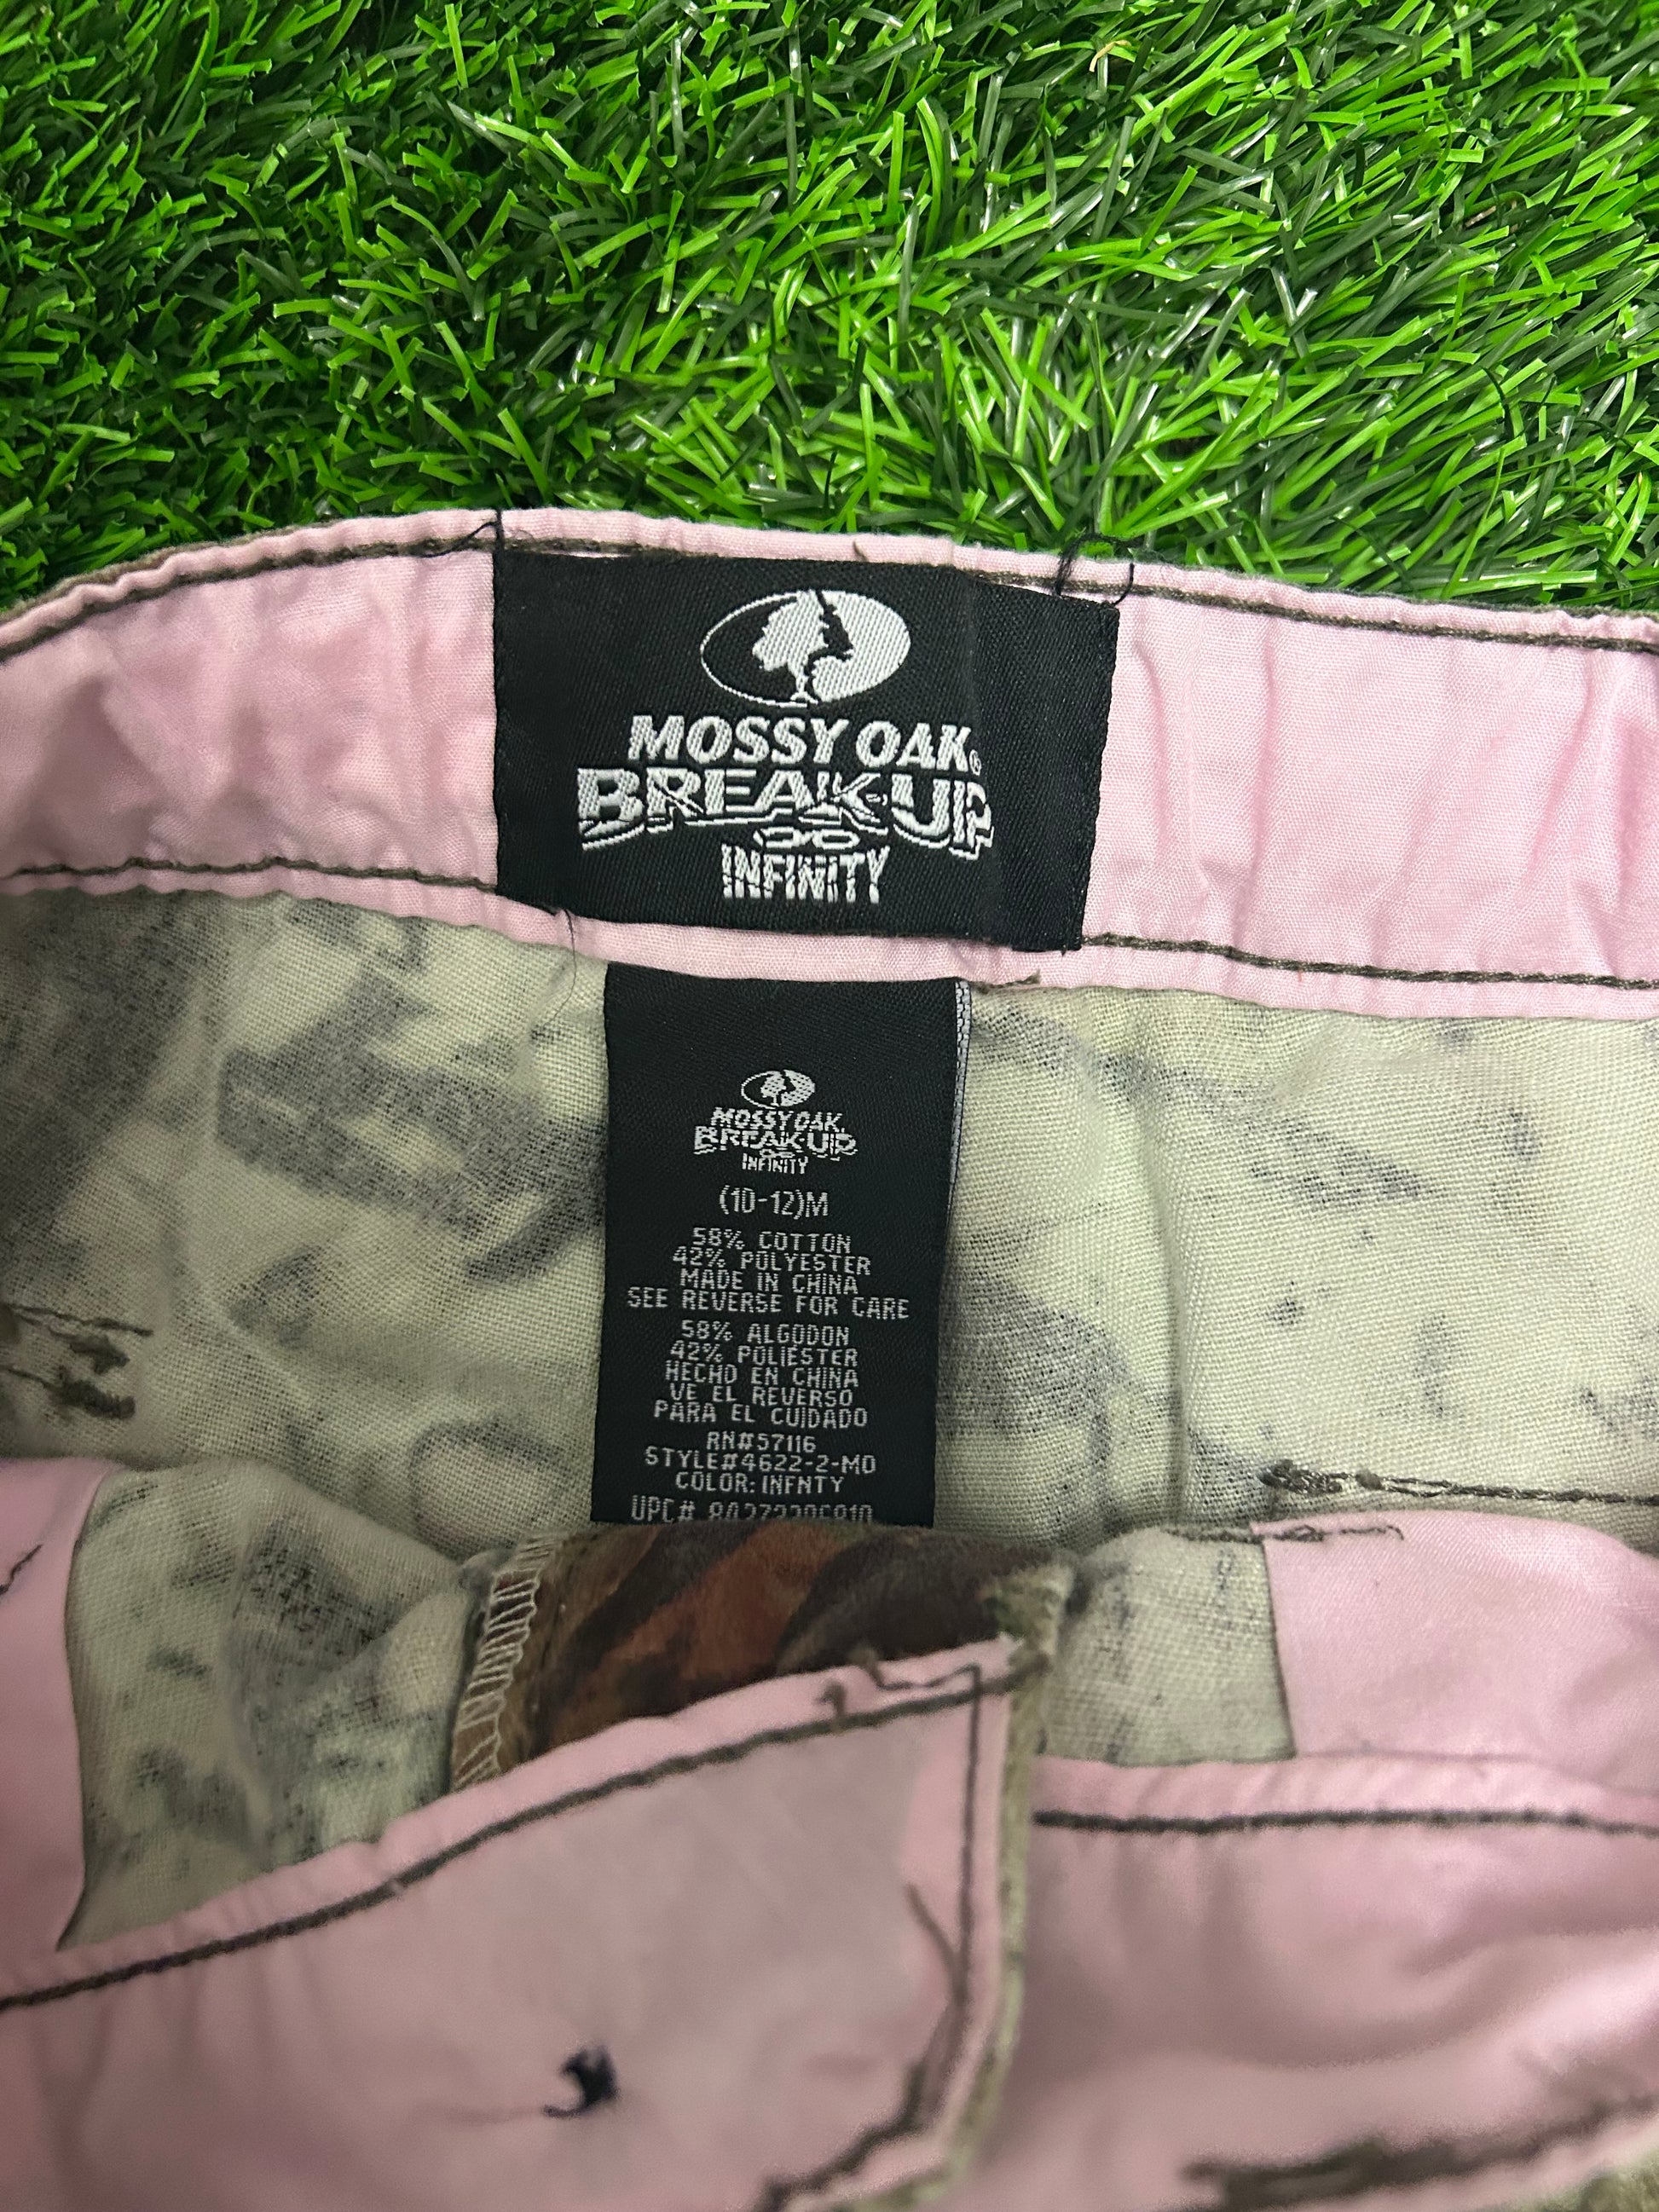 MOSSY OAK®
BREAK-UP
INFINITY
MOSSY OAK
BREAK-UP
INFINITY
(10-12)M
58% COTTON
42% POLYESTER
MADE IN CHINA
SEE REVERSE FOR CARE
58% ALGODON
42% POLIESTER
HECHO EN CHINA
VE EL REVERSO
PARA EL CUIDADO
RN#57116
STYLE#4622-2-MO
COLOR: INFNTY
UPC#